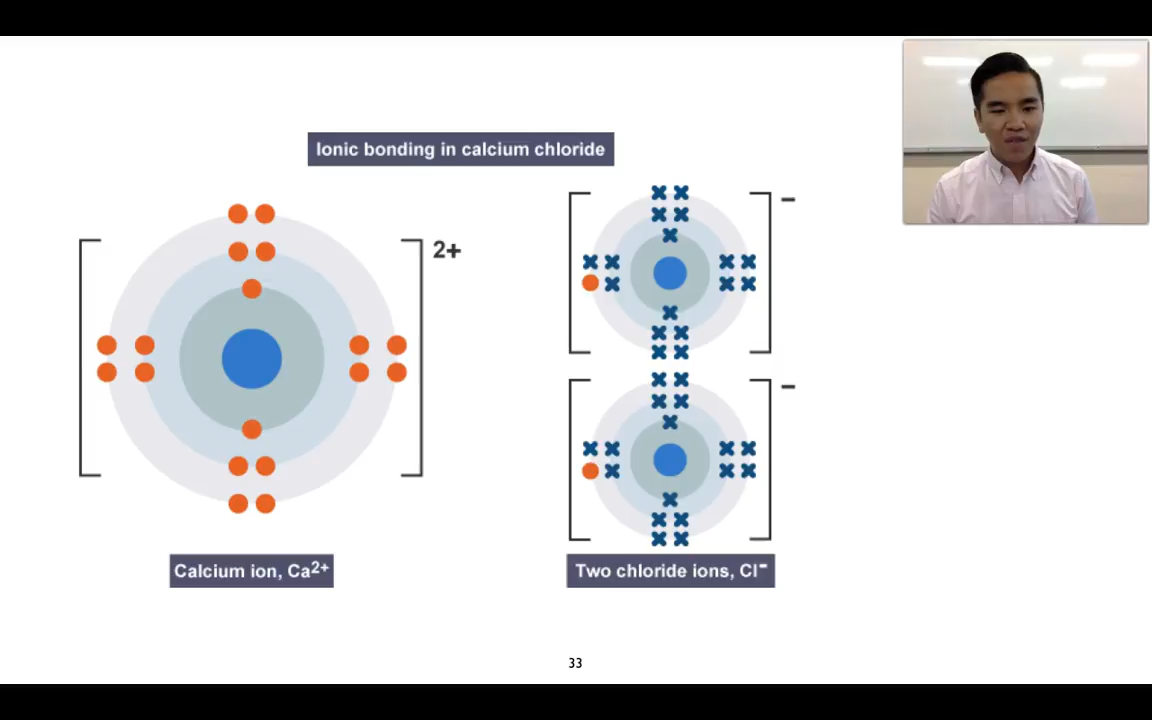 Ionic bonding in calcium chloride
2+
−
−
Calcium ion, Ca2+
Two chloride ions, Cl−
33